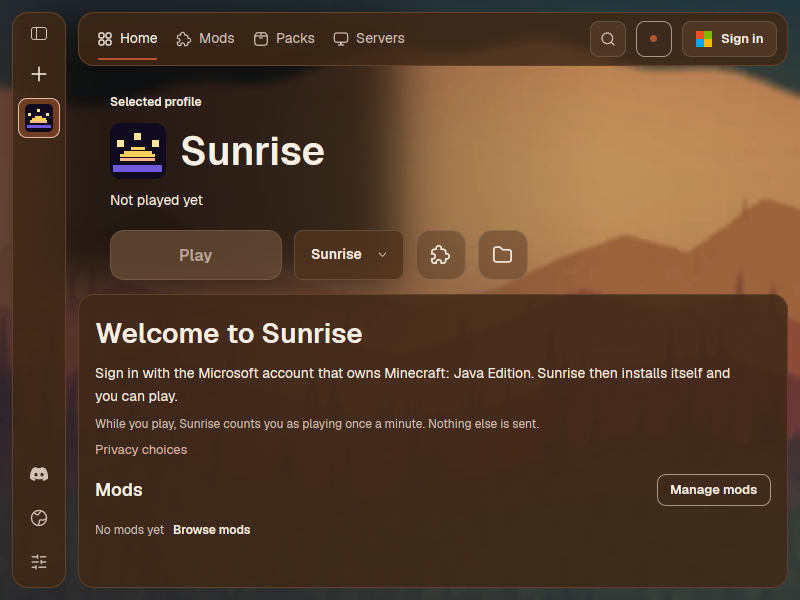 Home
Mods
Packs
Servers
Sign in
Selected profile
Sunrise
Not played yet
Play
Sunrise
Welcome to Sunrise
Sign in with the Microsoft account that owns Minecraft: Java Edition. Sunrise then installs itself and
you can play.
While you play, Sunrise counts you as playing once a minute. Nothing else is sent.
Privacy choices
Mods
Manage mods
No mods yet Browse mods